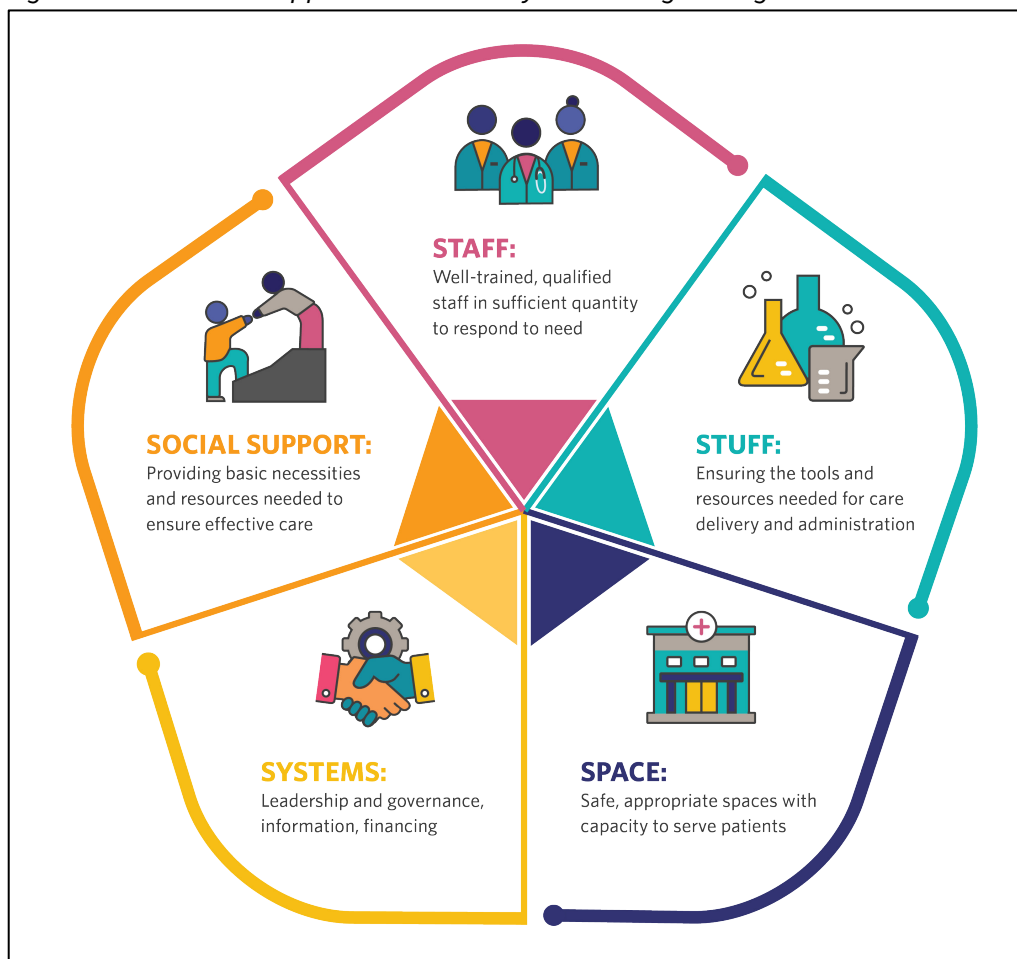 STAFF:
Well-trained, qualified
staff in sufficient quantity
to respond to need
STUFF:
Ensuring the tools and
resources needed for care
delivery and administration
SPACE:
Safe, appropriate spaces with
capacity to serve patients
SYSTEMS:
Leadership and governance,
information, financing
SOCIAL SUPPORT:
Providing basic necessities
and resources needed to
ensure effective care